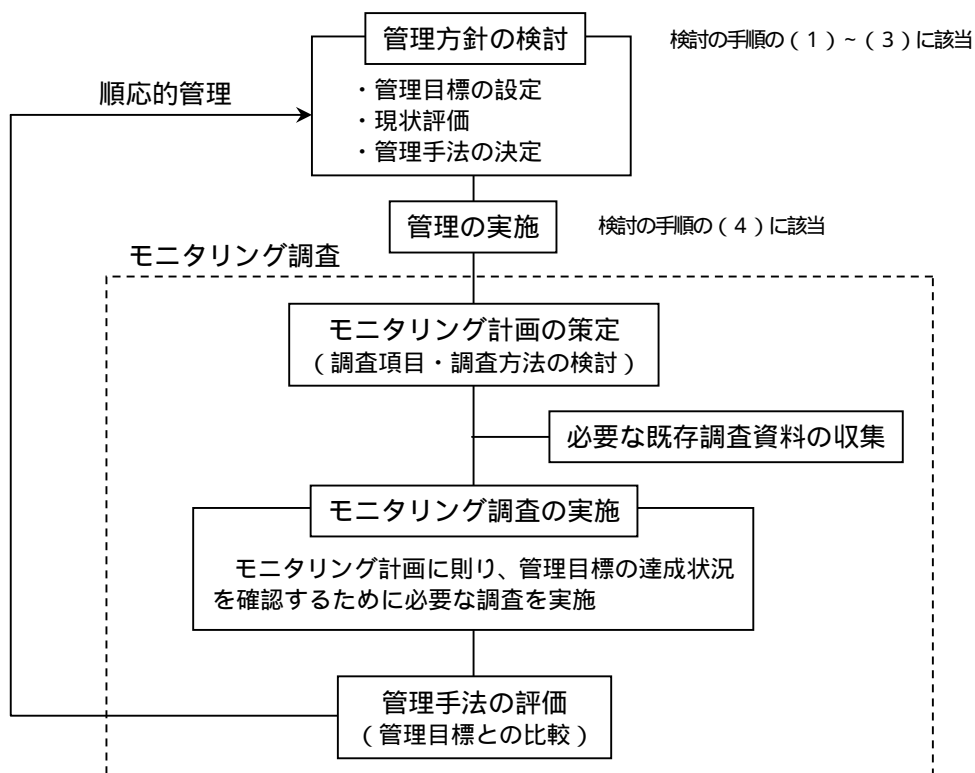 管理方針の検討
検討の手順の（１）~（３）に該当
順応的管理
・管理目標の設定
・現状評価
・管理手法の決定
管理の実施
検討の手順の（４）に該当
モニタリング調査
モニタリング計画の策定
（調査項目・調査方法の検討）
必要な既存調査資料の収集
モニタリング調査の実施
モニタリング計画に則り、管理目標の達成状況
を確認するために必要な調査を実施
管理手法の評価
（管理目標との比較）